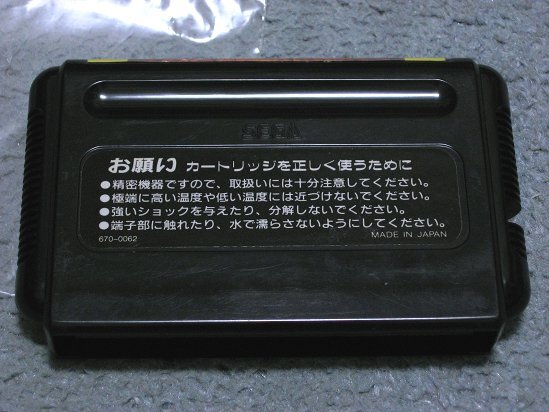 SEGA
お願い カートリッジを正しく使うために
●精密機器ですので、取扱いには十分注意してください。
●極端に高い温度や低い温度には近づけないでください。
●強いショックを与えたり、分解しないでください。
●端子部に触れたり、水で濡らさないようにしてください。
670-0062
MADE IN JAPAN